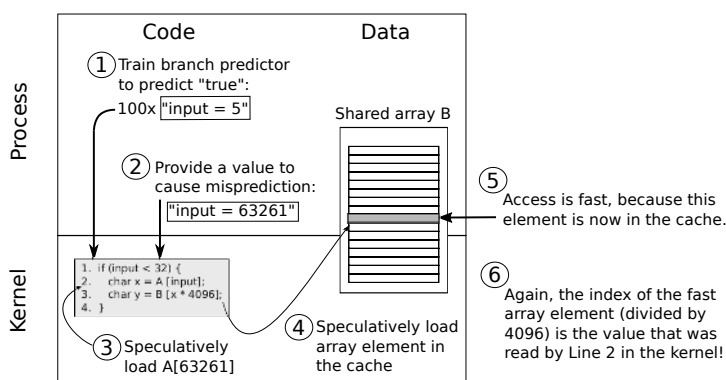 Code
Data
Process
Kernel
1 Train branch predictor
to predict "true":
100x "input = 5"
2 Provide a value to
cause misprediction:
"input = 63261"
Shared array B
1. if (input < 32) {
2. char x = A [input];
3. char y = B [x * 4096];
4. }
3 Speculatively
load A[63261]
4 Speculatively load
array element in
the cache
5
Access is fast, because this
element is now in the cache.
6
Again, the index of the fast
array element (divided by
4096) is the value that was
read by Line 2 in the kernel!